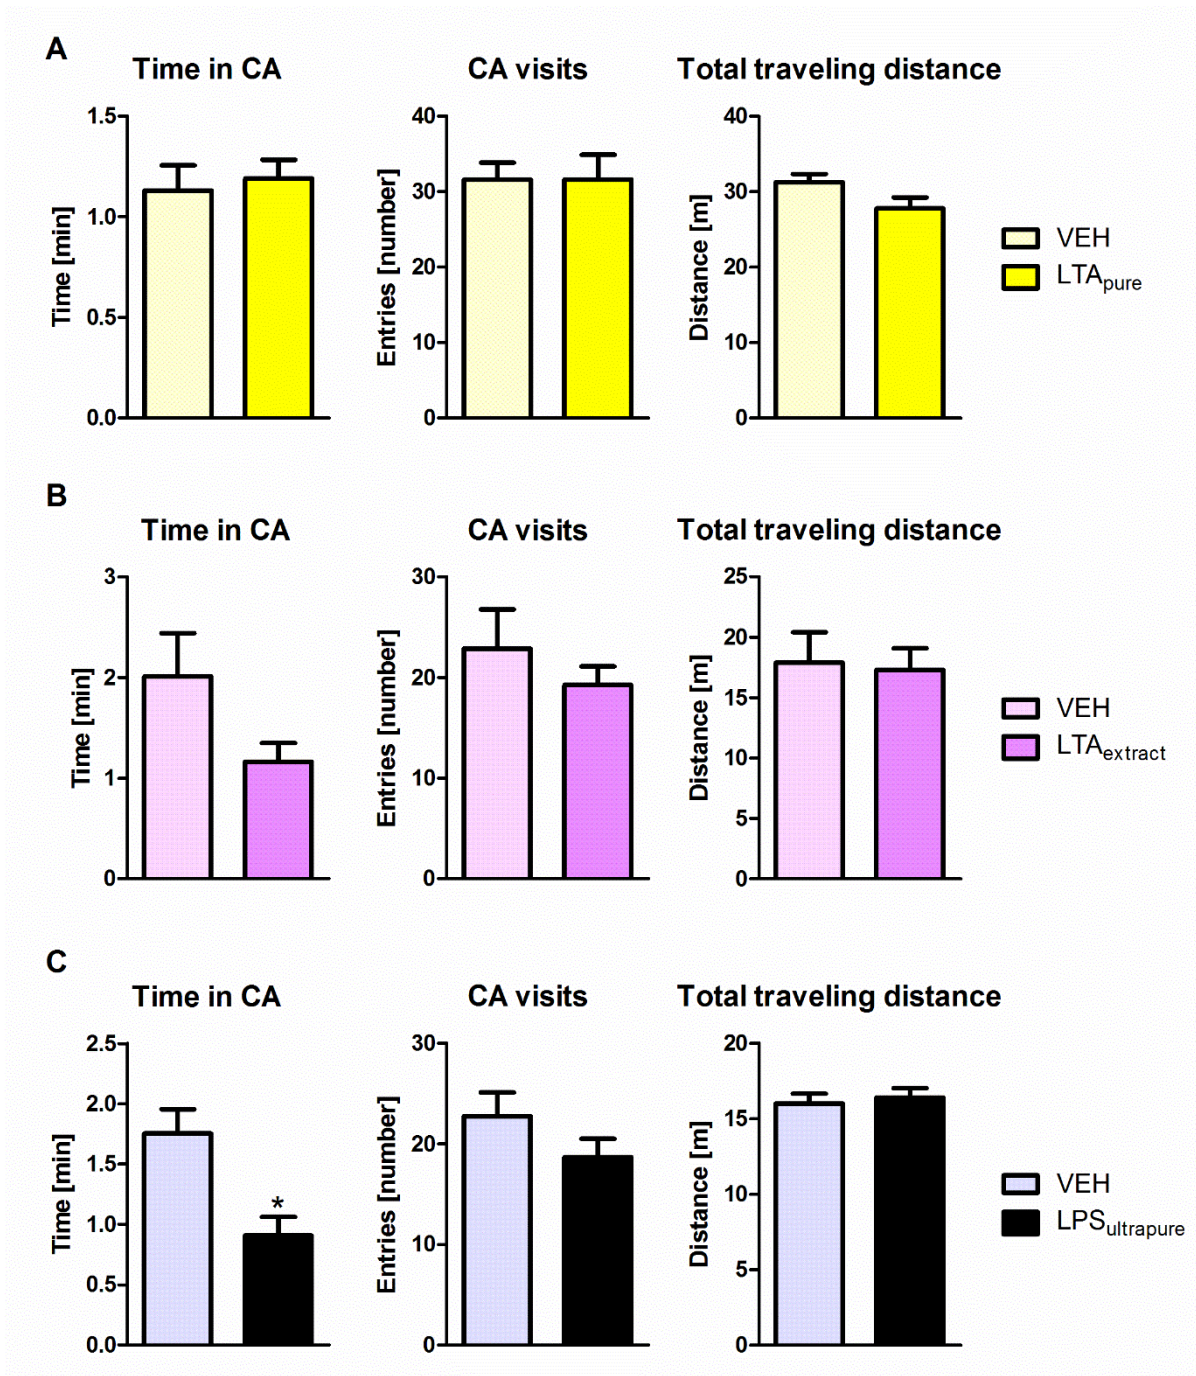 A
Time in CA
CA visits
Total traveling distance
Time [min]
1.5
1.0
0.5
0.0
Entries [number]
40
30
20
10
0
Distance [m]
40
30
20
10
0
VEH
LTApure
B
Time in CA
CA visits
Total traveling distance
Time [min]
3
2
1
0
Entries [number]
30
20
10
0
Distance [m]
25
20
15
10
5
0
VEH
LTAextract
C
Time in CA
CA visits
Total traveling distance
Time [min]
2.5
2.0
1.5
1.0
0.5
0.0
*
Entries [number]
30
20
10
0
Distance [m]
20
15
10
5
0
VEH
LPSultrapure